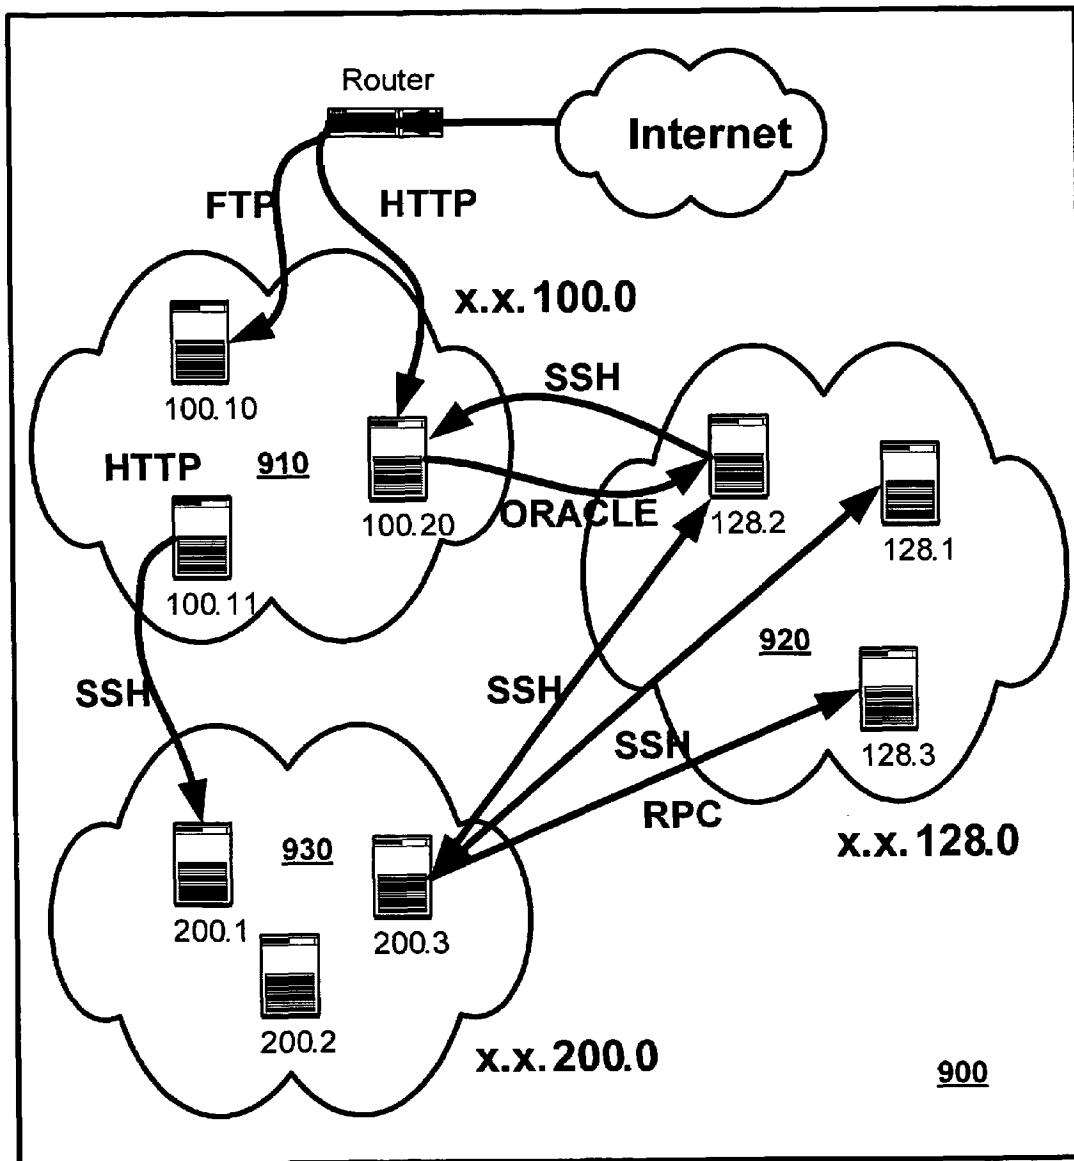 Router
Internet
FTP
HTTP
x.x.100.0
SSH
100.10
HTTP
910
100.20
ORACLE
128.2
128.1
100.11
920
SSH
SSH
SSH
128.3
RPC
x.x.128.0
930
200.1
200.3
200.2
x.x.200.0
900